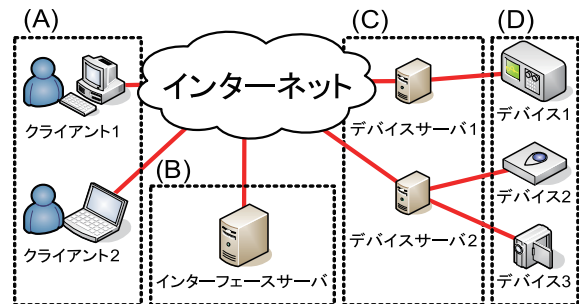 (A)
(B)
(C)
(D)
インターネット
クライアント1
クライアント2
インターフェースサーバ
デバイスサーバ1
デバイスサーバ2
デバイス1
デバイス2
デバイス3